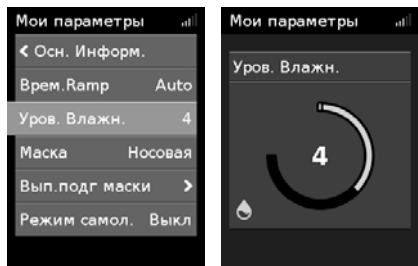 Мои параметры
Осн. Информ.
Врем.Ramp Auto
Уров. Влажн. 4
Маска Носовая
Вып.подг маски
Режим самол. Выкл
Мои параметры
Уров. Влажн.
4